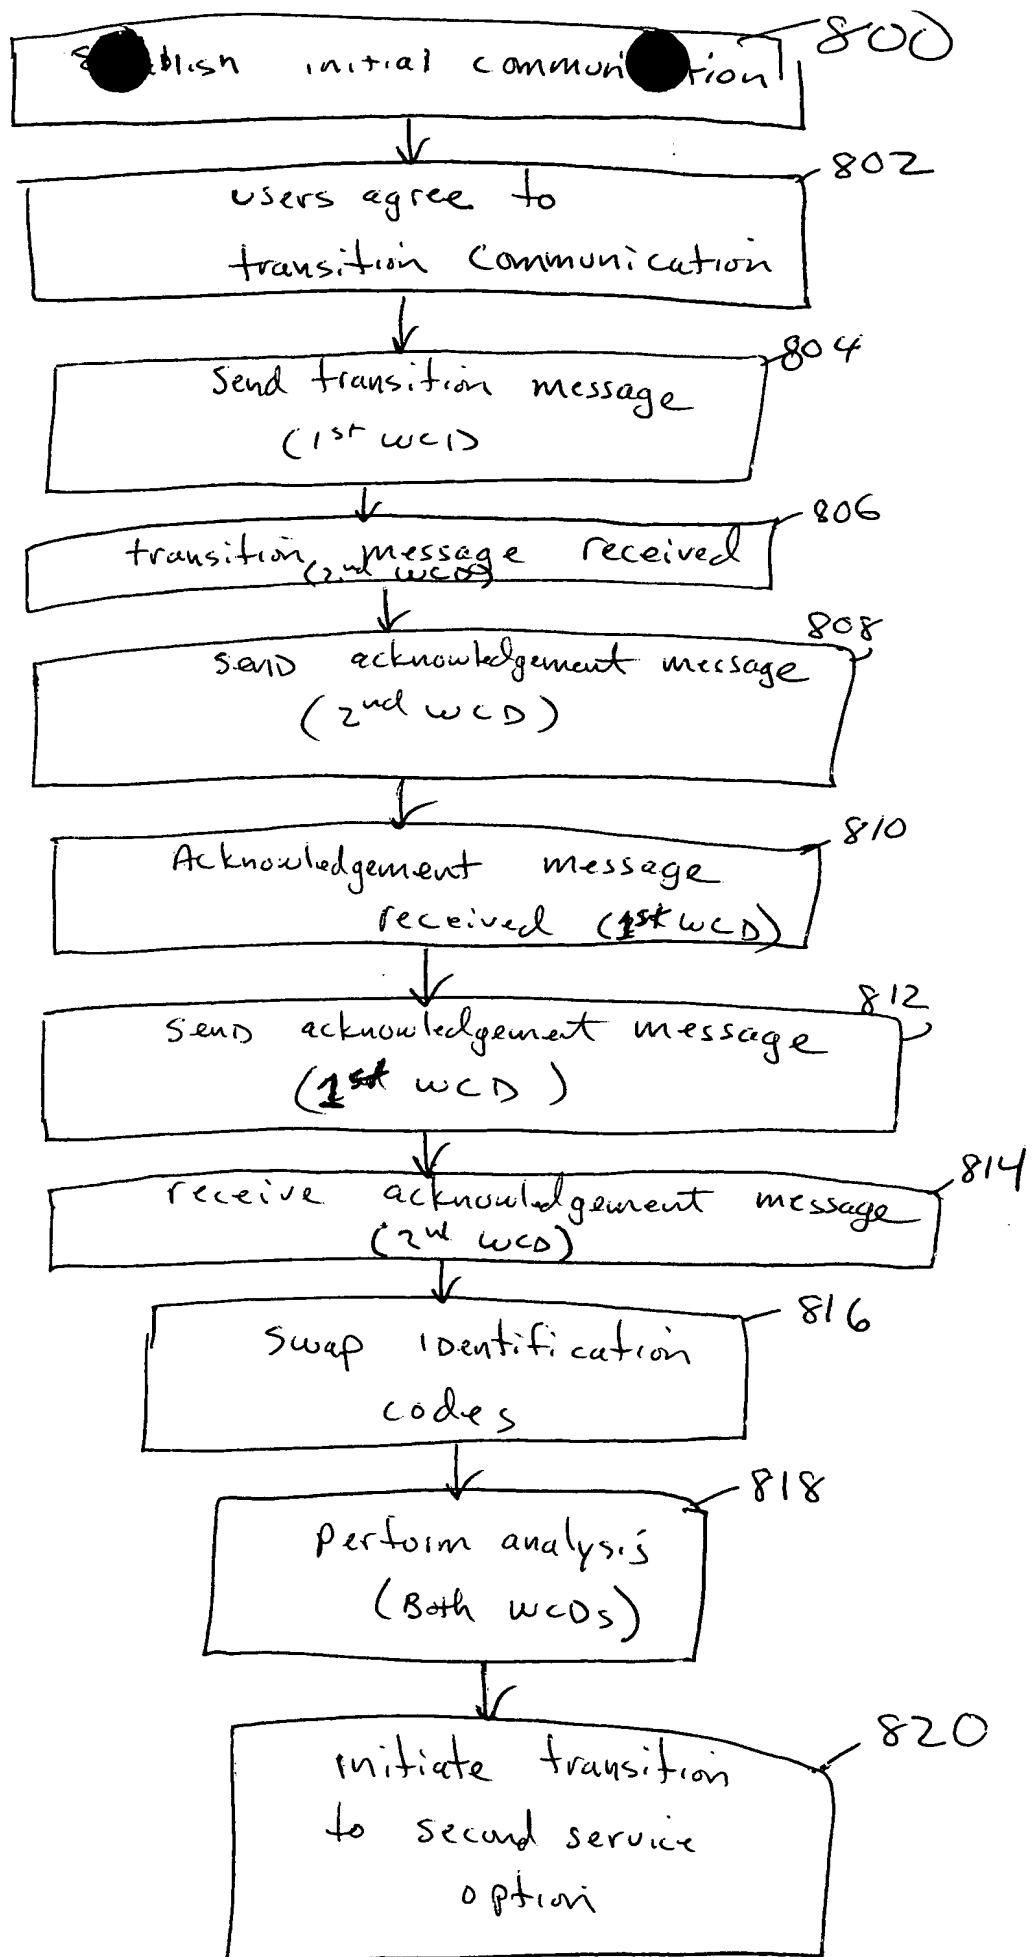 800
initial
802
users agree to
transition communication
804
Send transition message
(1st WCD
806
transition message received
(2nd WCD)
808
send acknowledgement message
(2nd WCD)
810
Acknowledgement message
received (1st WCD)
812
send acknowledgement message
(1st WCD)
814
receive acknowledgement message
(2nd WCD)
816
swap identification
codes
818
perform analysis
(Both WCDs)
820
initiate transition
to second service
option